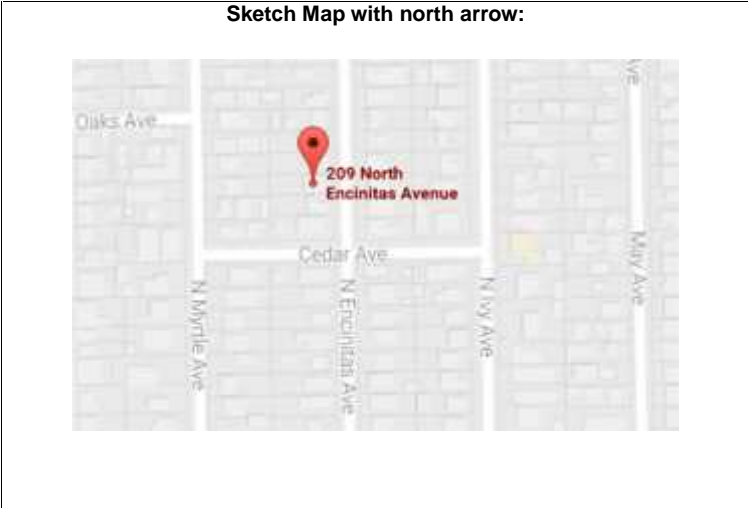 Sketch Map with north arrow:
Ave
Oaks Ave
209 North
Encinitas Avenue
Cedar Ave
N Myrtle Ave
N Encinitas Ave
N Ivy Ave
May Ave